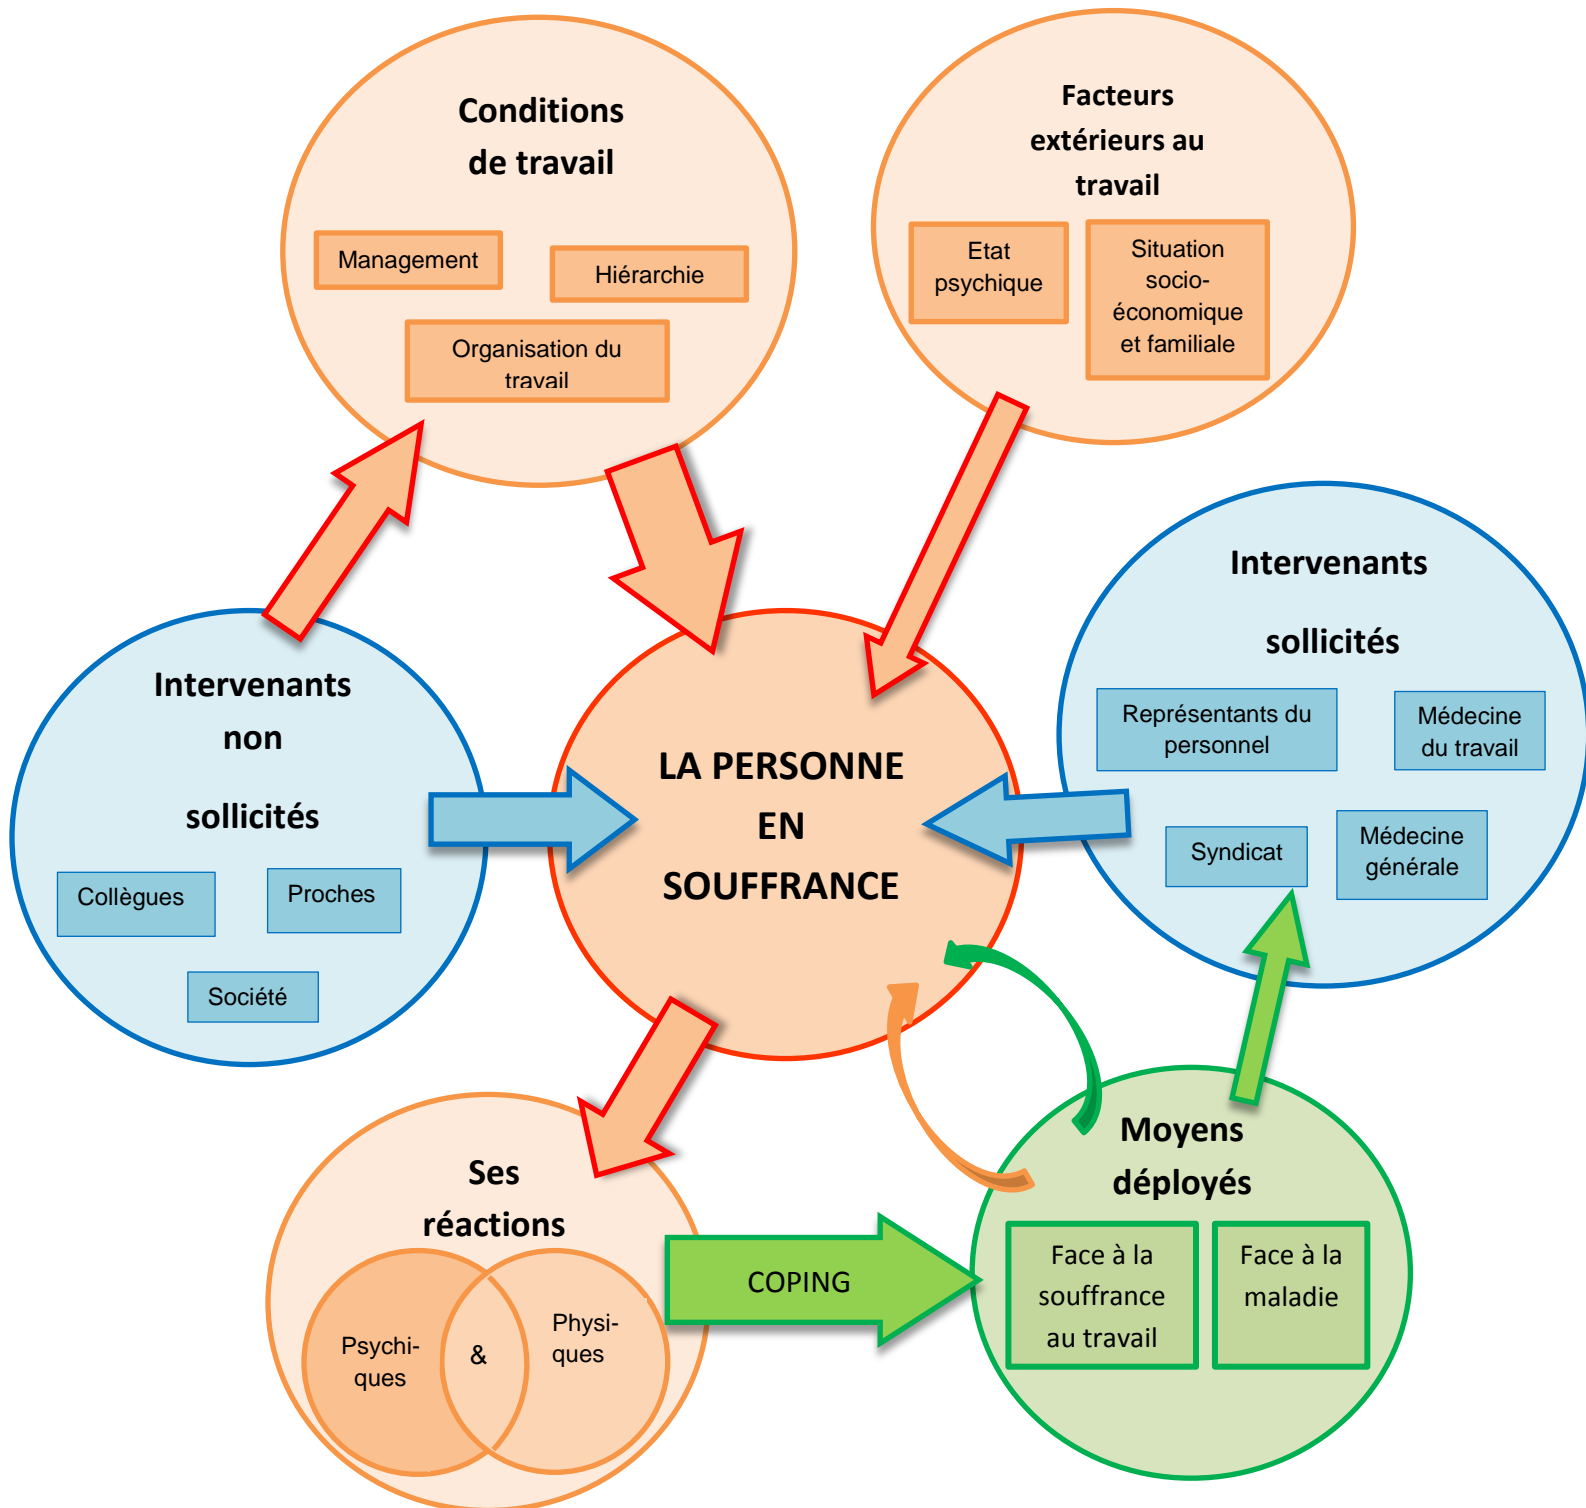 Conditions
de travail
Management
Hiérarchie
Organisation du
travail
Facteurs
extérieurs au
travail
Etat
psychique
Situation
socio-
économique
et familiale
Intervenants
non
sollicités
Collègues
Proches
Société
LA PERSONNE
EN
SOUFFRANCE
Intervenants
sollicités
Représentants du
personnel
Médecine
du travail
Syndicat
Médecine
générale
Ses
réactions
Psychi-
ques
&
Physi-
ques
COPING
Moyens
déployés
Face à la
souffrance
au travail
Face à la
maladie